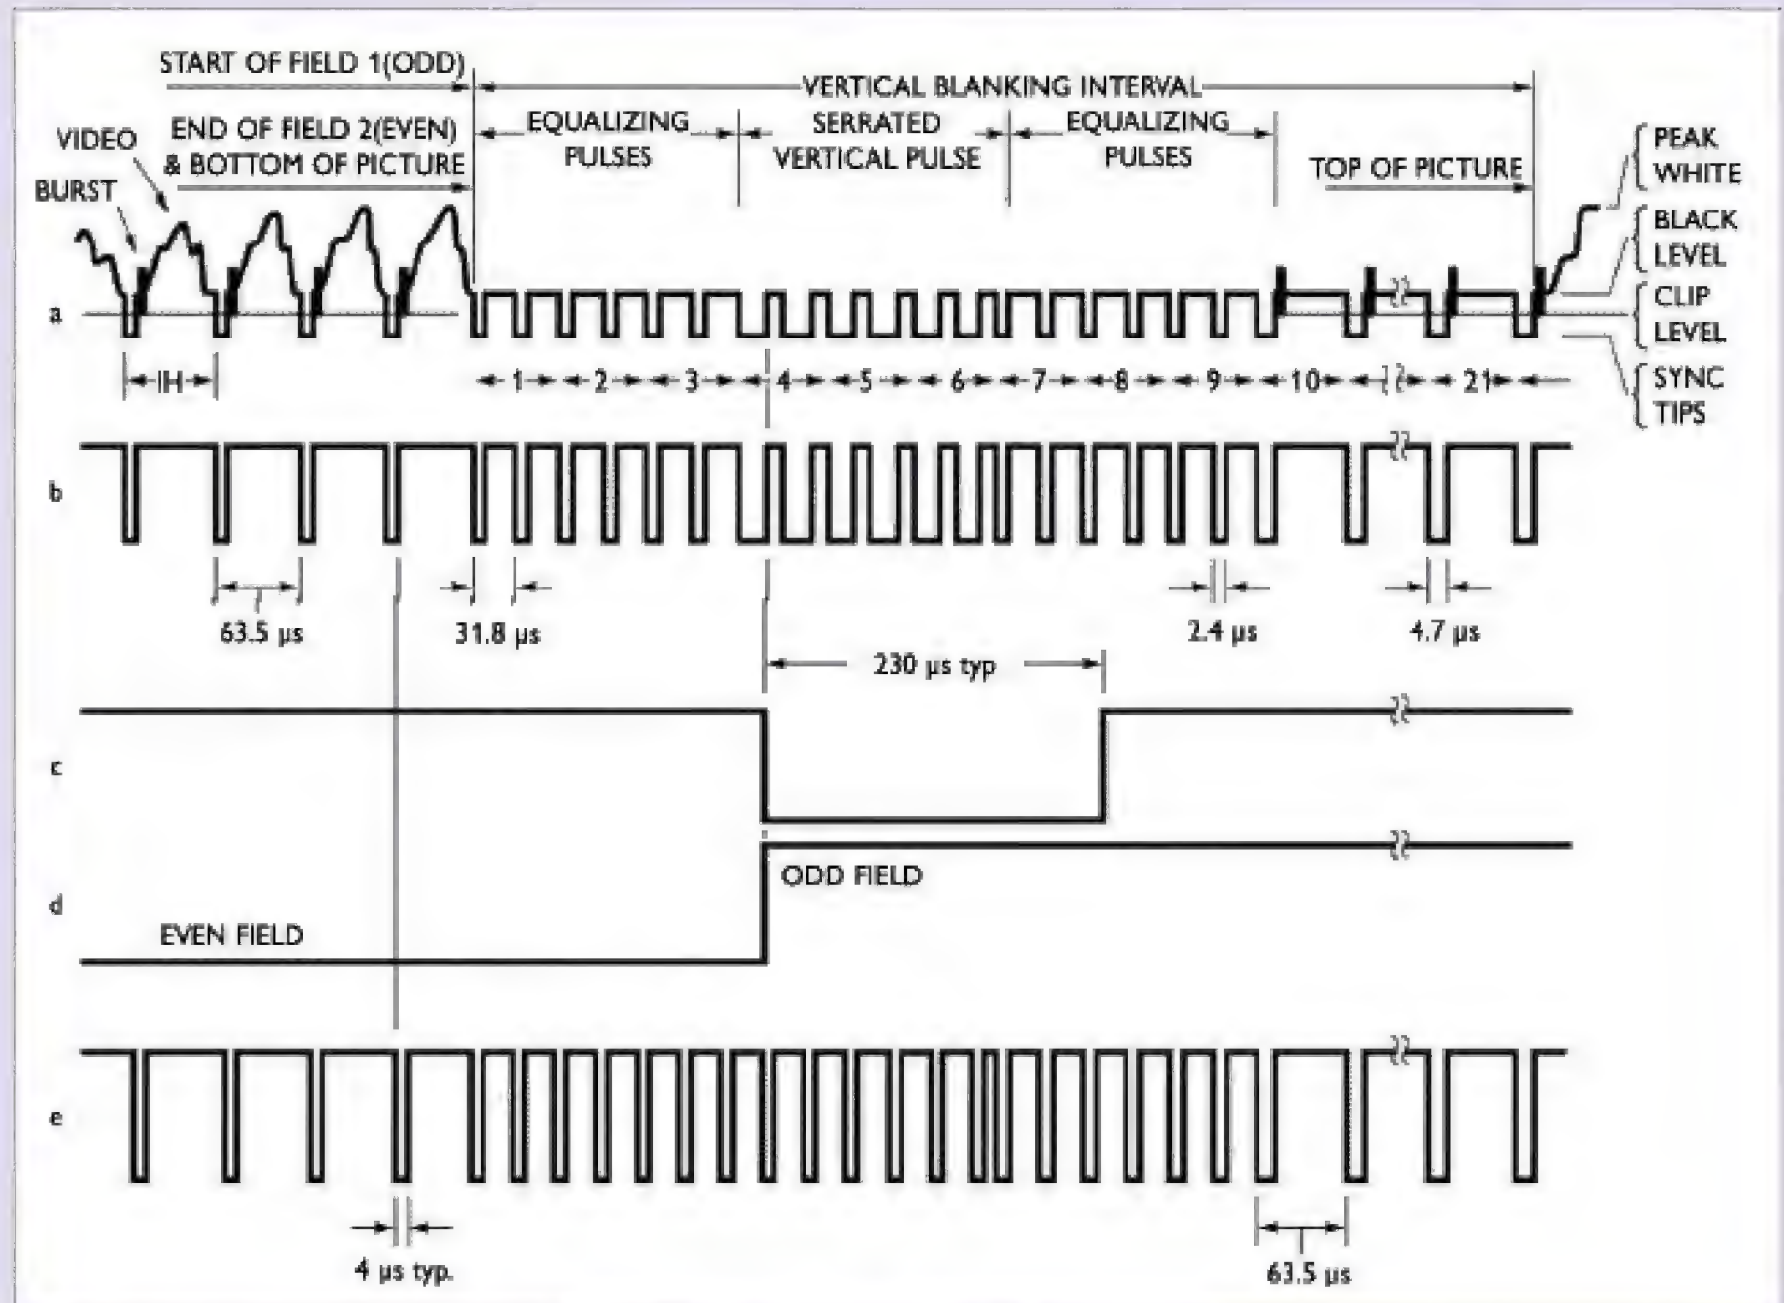 START OF FIELD 1(ODD)
VERTICAL BLANKING INTERVAL
VIDEO
END OF FIELD 2(EVEN)
& BOTTOM OF PICTURE
EQUALIZING
PULSES
SERRATED
VERTICAL PULSE
EQUALIZING
PULSES
TOP OF PICTURE
PEAK
WHITE
BURST
BLACK
LEVEL
CLIP
LEVEL
SYNC
TIPS
a
IH
1
2
3
4
5
6
7
8
9
10
21
b
63.5 µs
31.8 µs
2.4 µs
4.7 µs
230 µs typ
c
ODD FIELD
d
EVEN FIELD
e
4 µs typ.
63.5 µs